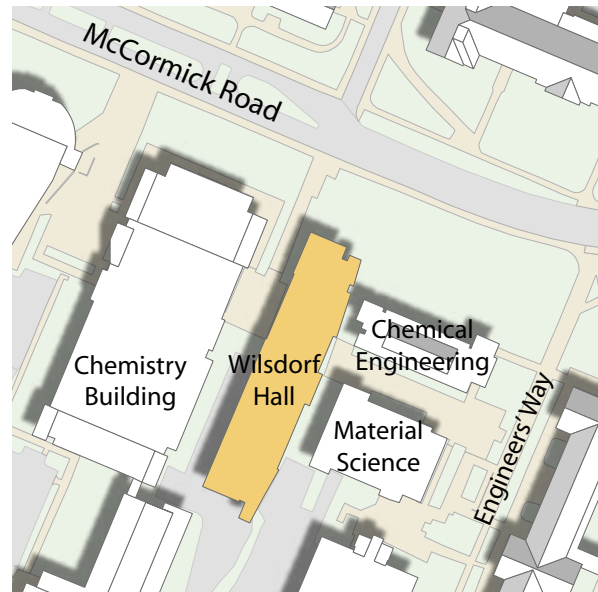 McCormick Road
Chemistry
Building
Wilsdorf
Hall
Chemical
Engineering
Material
Science
Engineers' Way